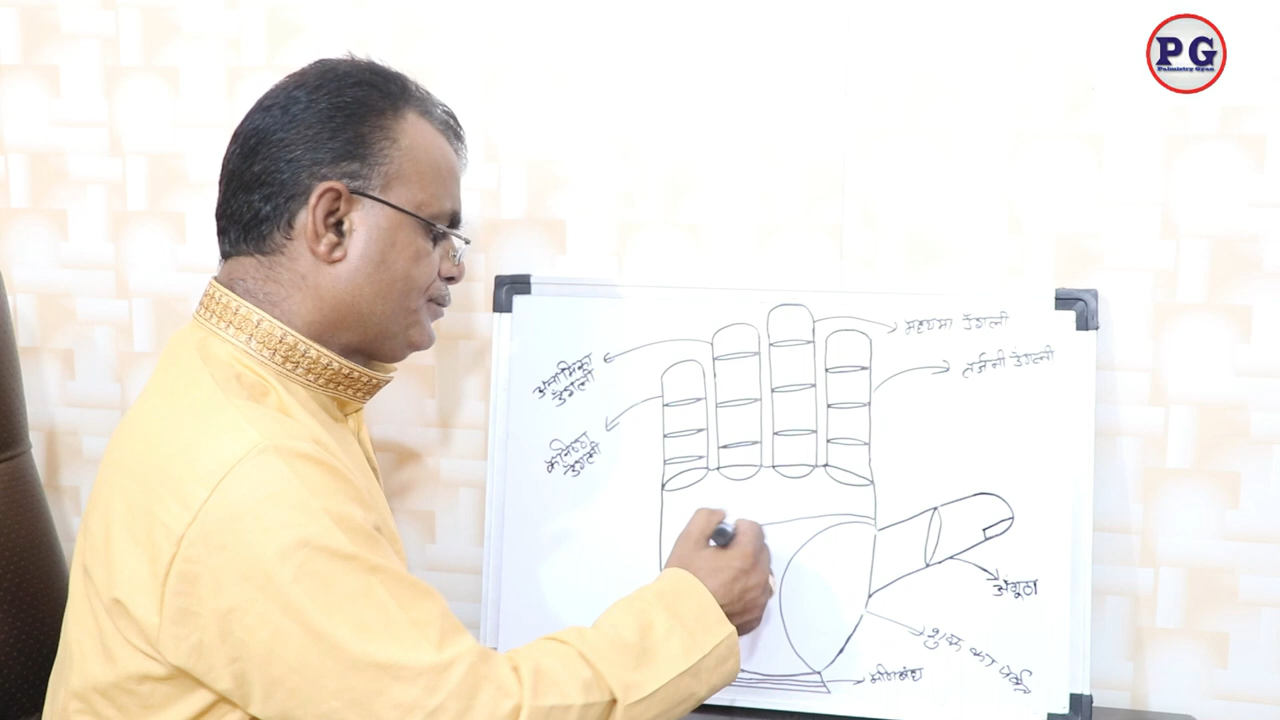 PG
Palmistry Gyan
मध्यमा उँगली
तर्जनी उँगली
अनामिका
उँगली
कनिष्ठा
उँगली
अँगूठा
शुक्र का पर्वत
मणिबंध